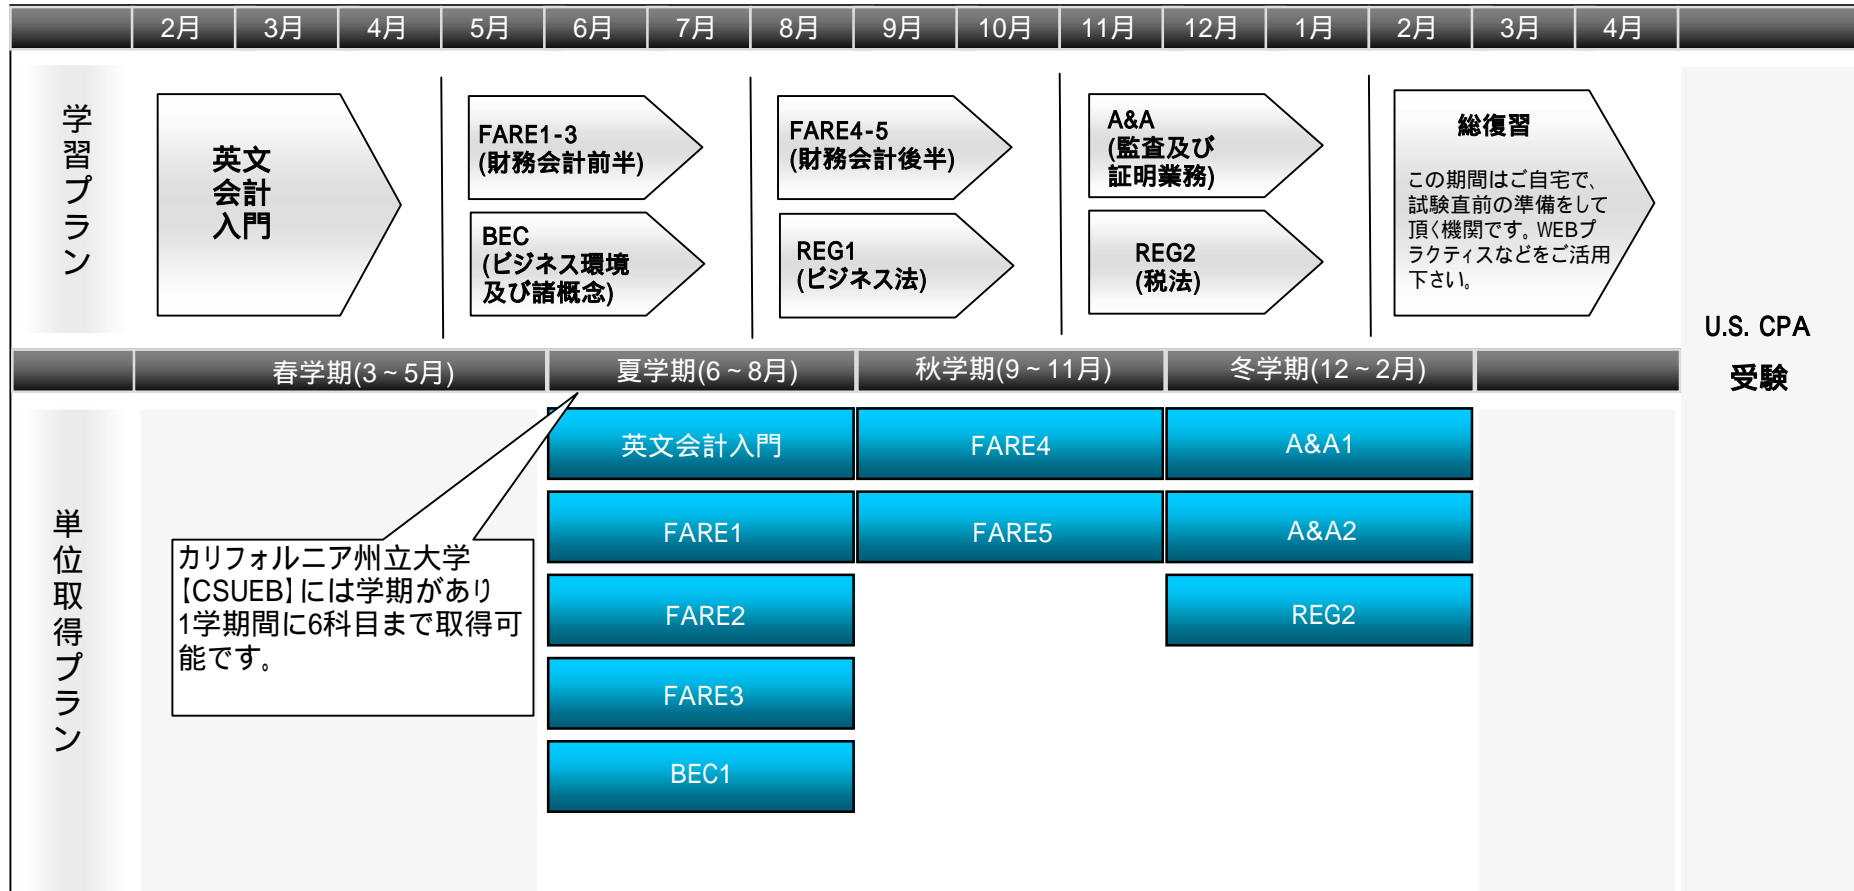 2月 3月 4月 5月 6月 7月 8月 9月 10月 11月 12月 1月 2月 3月 4月
学習プラン
英文
会計
入門
FARE1-3
(財務会計前半)
BEC
(ビジネス環境
及び諸概念)
FARE4-5
(財務会計後半)
REG1
(ビジネス法)
A&A
(監査及び
証明業務)
REG2
(税法)
総復習
この期間はご自宅で、
試験直前の準備をして
頂く機関です。WEBプ
ラクティスなどをご活用
下さい。
U.S. CPA
受験
春学期(3~5月) 夏学期(6~8月) 秋学期(9~11月) 冬学期(12~2月)
単位取得プラン
カリフォルニア州立大学
【CSUEB】には学期があり
1学期間に6科目まで取得可
能です。
英文会計入門 FARE4 A&A1
FARE1 FARE5 A&A2
FARE2 REG2
FARE3
BEC1